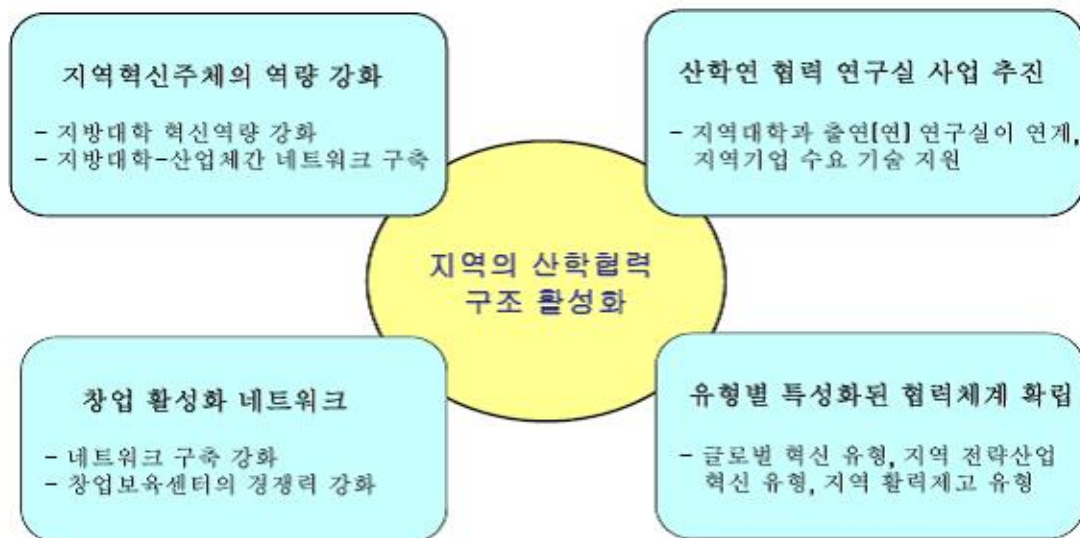 지역혁신주체의 역량 강화
- 지방대학 혁신역량 강화
- 지방대학-산업체간 네트워크 구축
산학연 협력 연구실 사업 추진
- 지역대학과 출연[연] 연구실이 연계,
지역기업 수요 기술 지원
지역의 산학협력
구조 활성화
창업 활성화 네트워크
- 네트워크 구축 강화
- 창업보육센터의 경쟁력 강화
유형별 특성화된 협력체계 확립
- 글로벌 혁신 유형, 지역 전략산업
혁신 유형, 지역 활력제고 유형